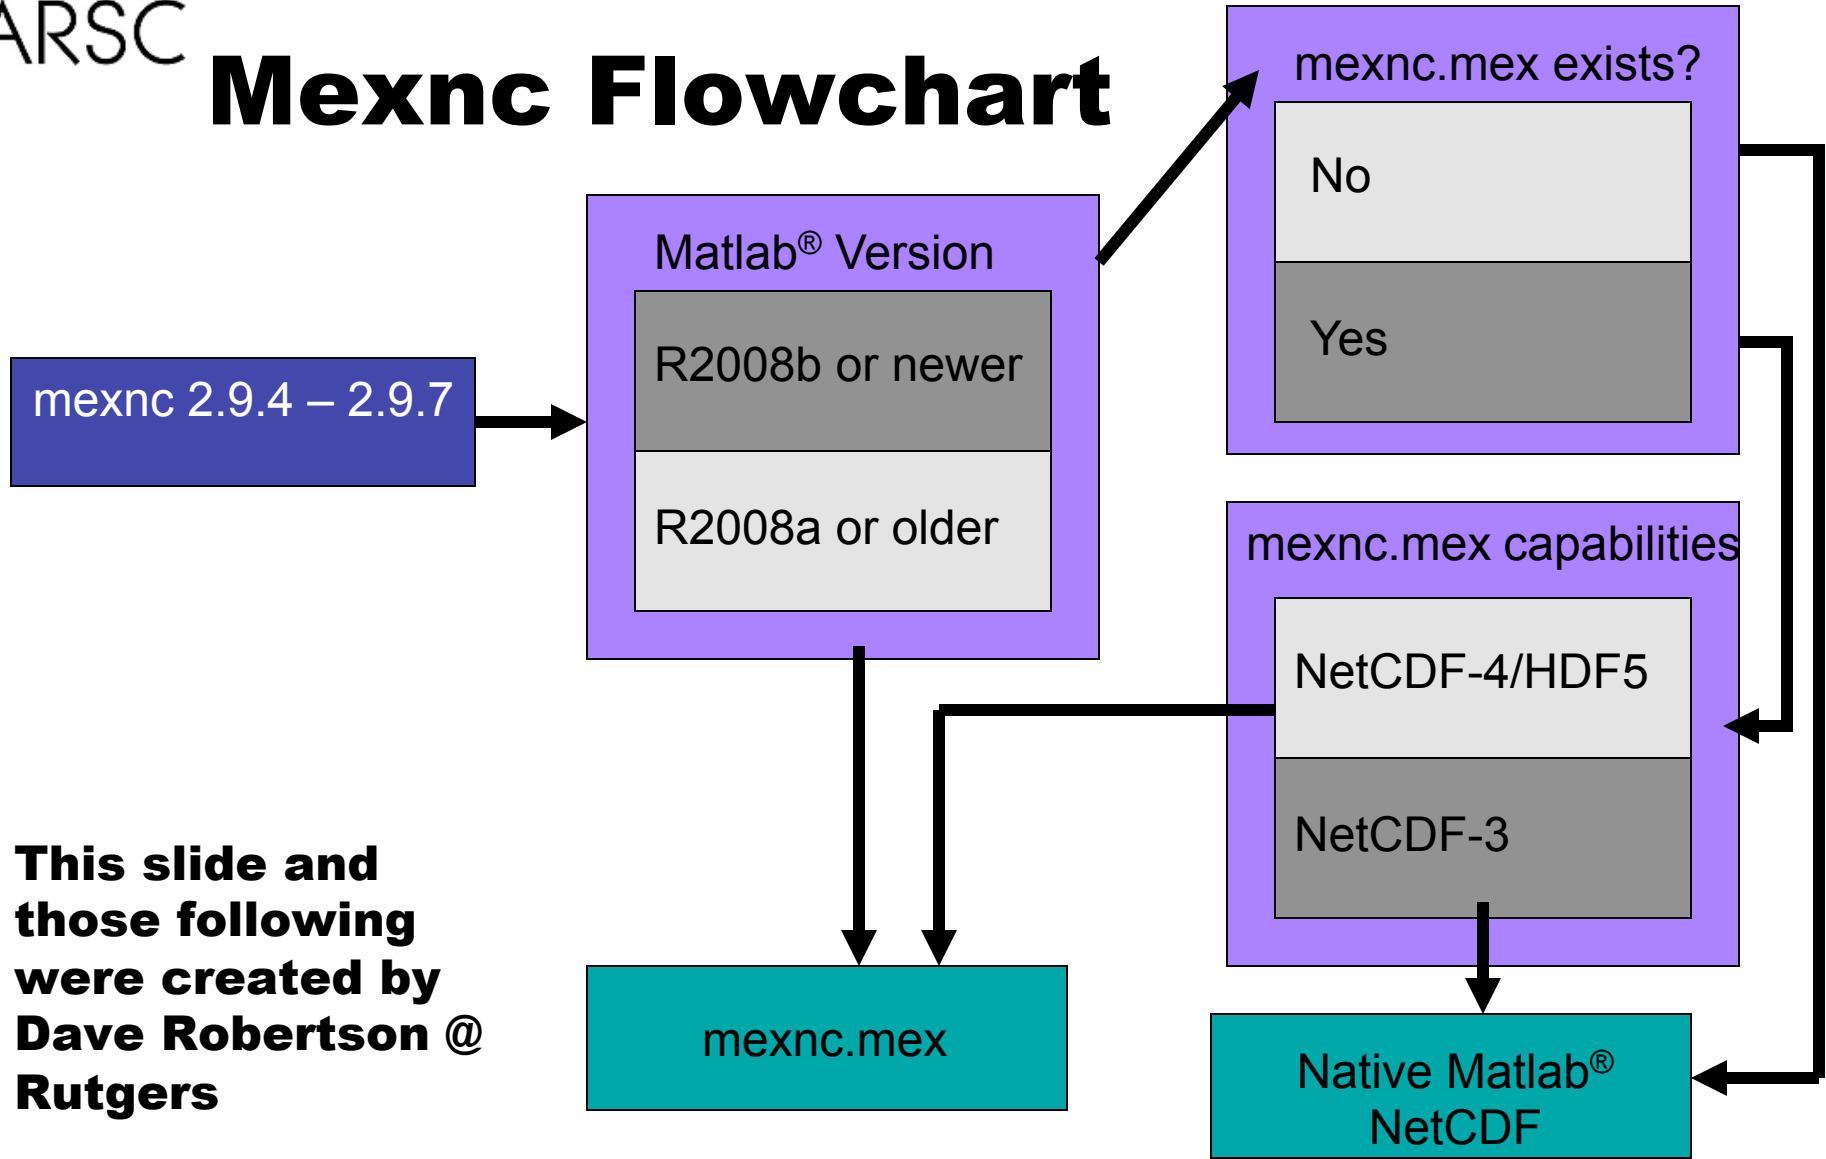 ARSC
Mexnc Flowchart
mexnc 2.9.4 – 2.9.7
Matlab® Version
R2008b or newer
R2008a or older
mexnc.mex exists?
No
Yes
mexnc.mex capabilities
NetCDF-4/HDF5
NetCDF-3
mexnc.mex
Native Matlab®
NetCDF
This slide and
those following
were created by
Dave Robertson @
Rutgers